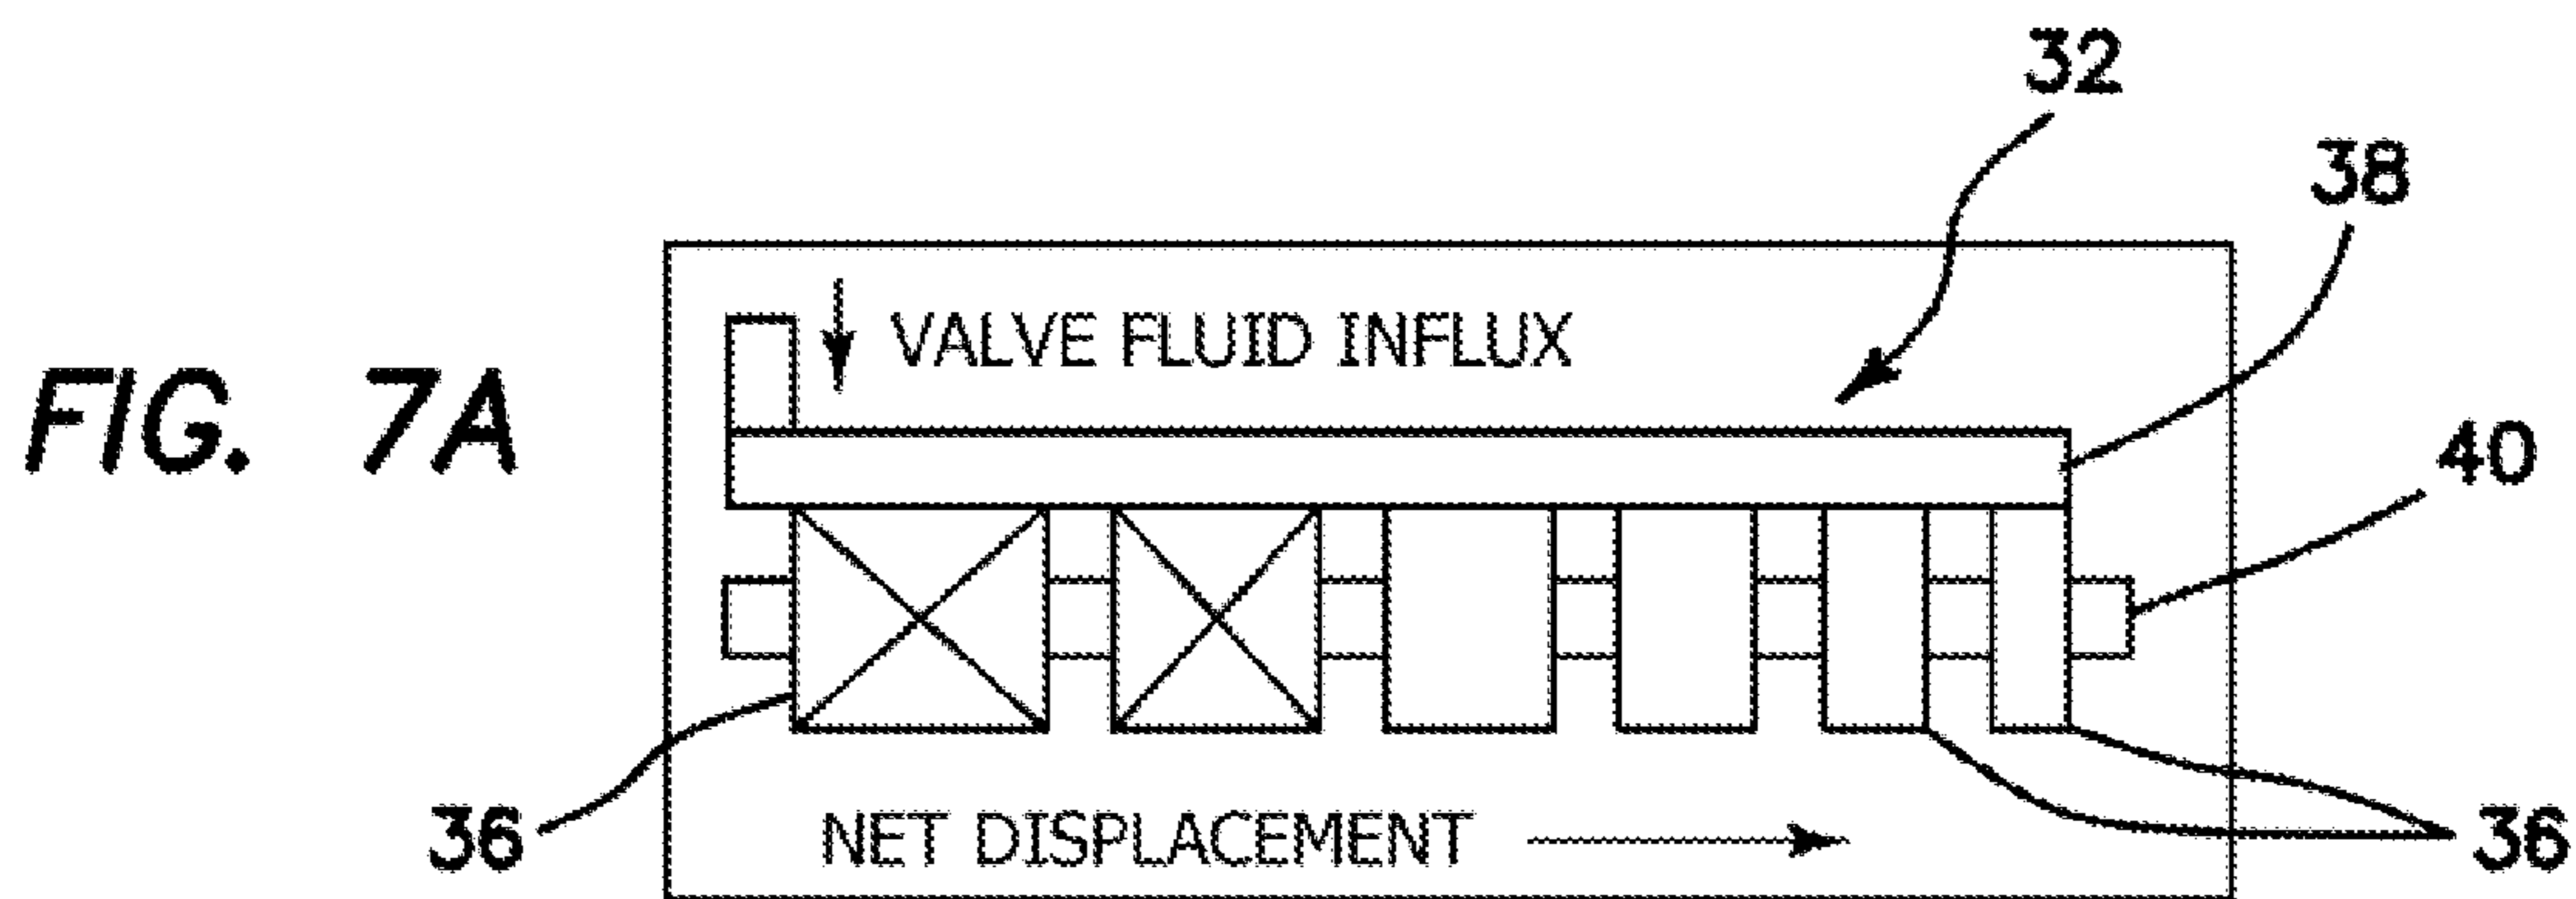 32
38
VALVE FLUID INFLUX
FIG. 7A
40
36
NET DISPLACEMENT
36